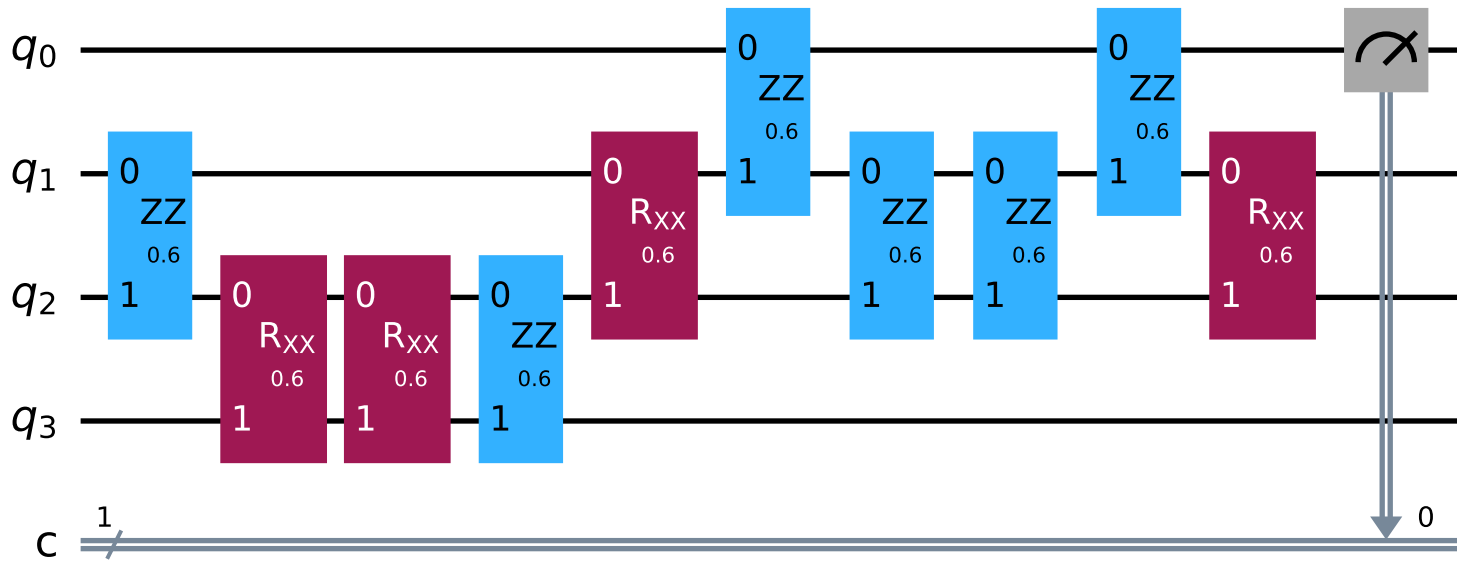 q0 0 ZZ 0.6 1 0 ZZ 0.6 1
q1 0 ZZ 0.6 1 0 RXX 0.6 1 0 ZZ 0.6 1 0 ZZ 0.6 1 0 RXX 0.6 1
q2 0 RXX 0.6 1 0 RXX 0.6 1 0 ZZ 0.6 1
q3
c 1 0